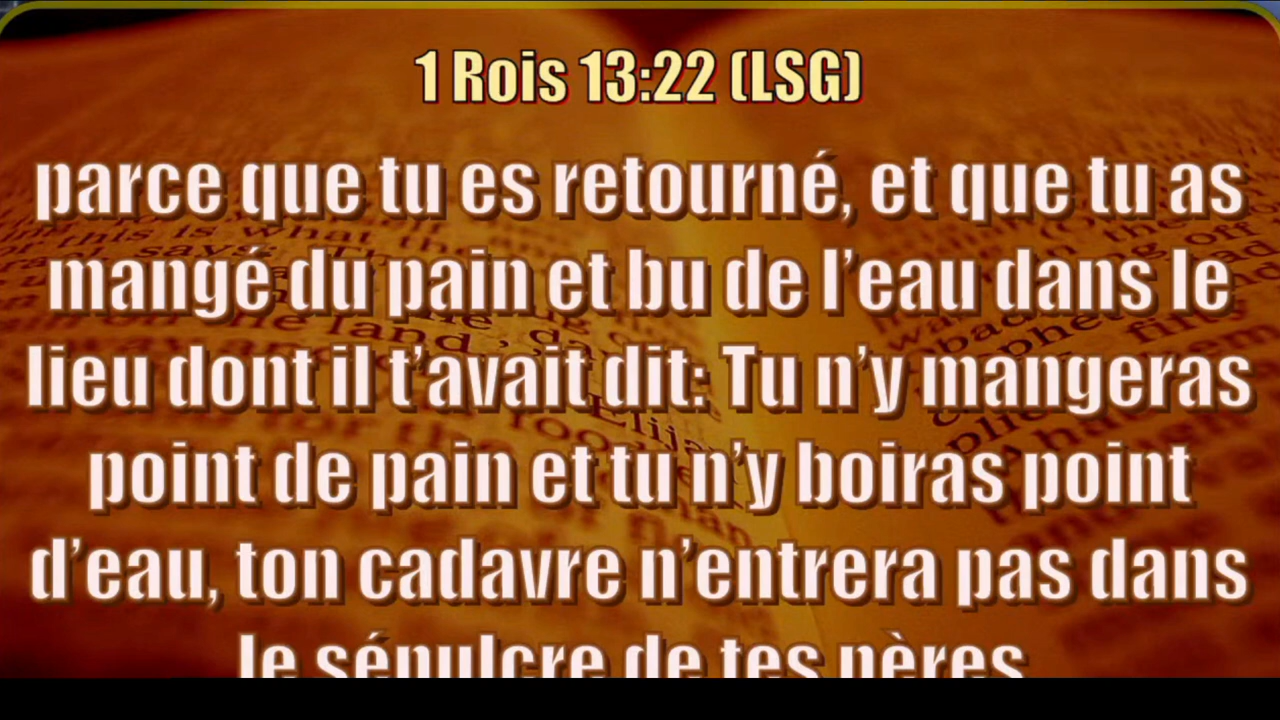 1 Rois 13:22 (LSG)
parce que tu es retourné, et que tu as
mangé du pain et bu de l’eau dans le
lieu dont il t’avait dit: Tu n’y mangeras
point de pain et tu n’y boiras point
d’eau, ton cadavre n’entrera pas dans
le sépulcre de tes pères